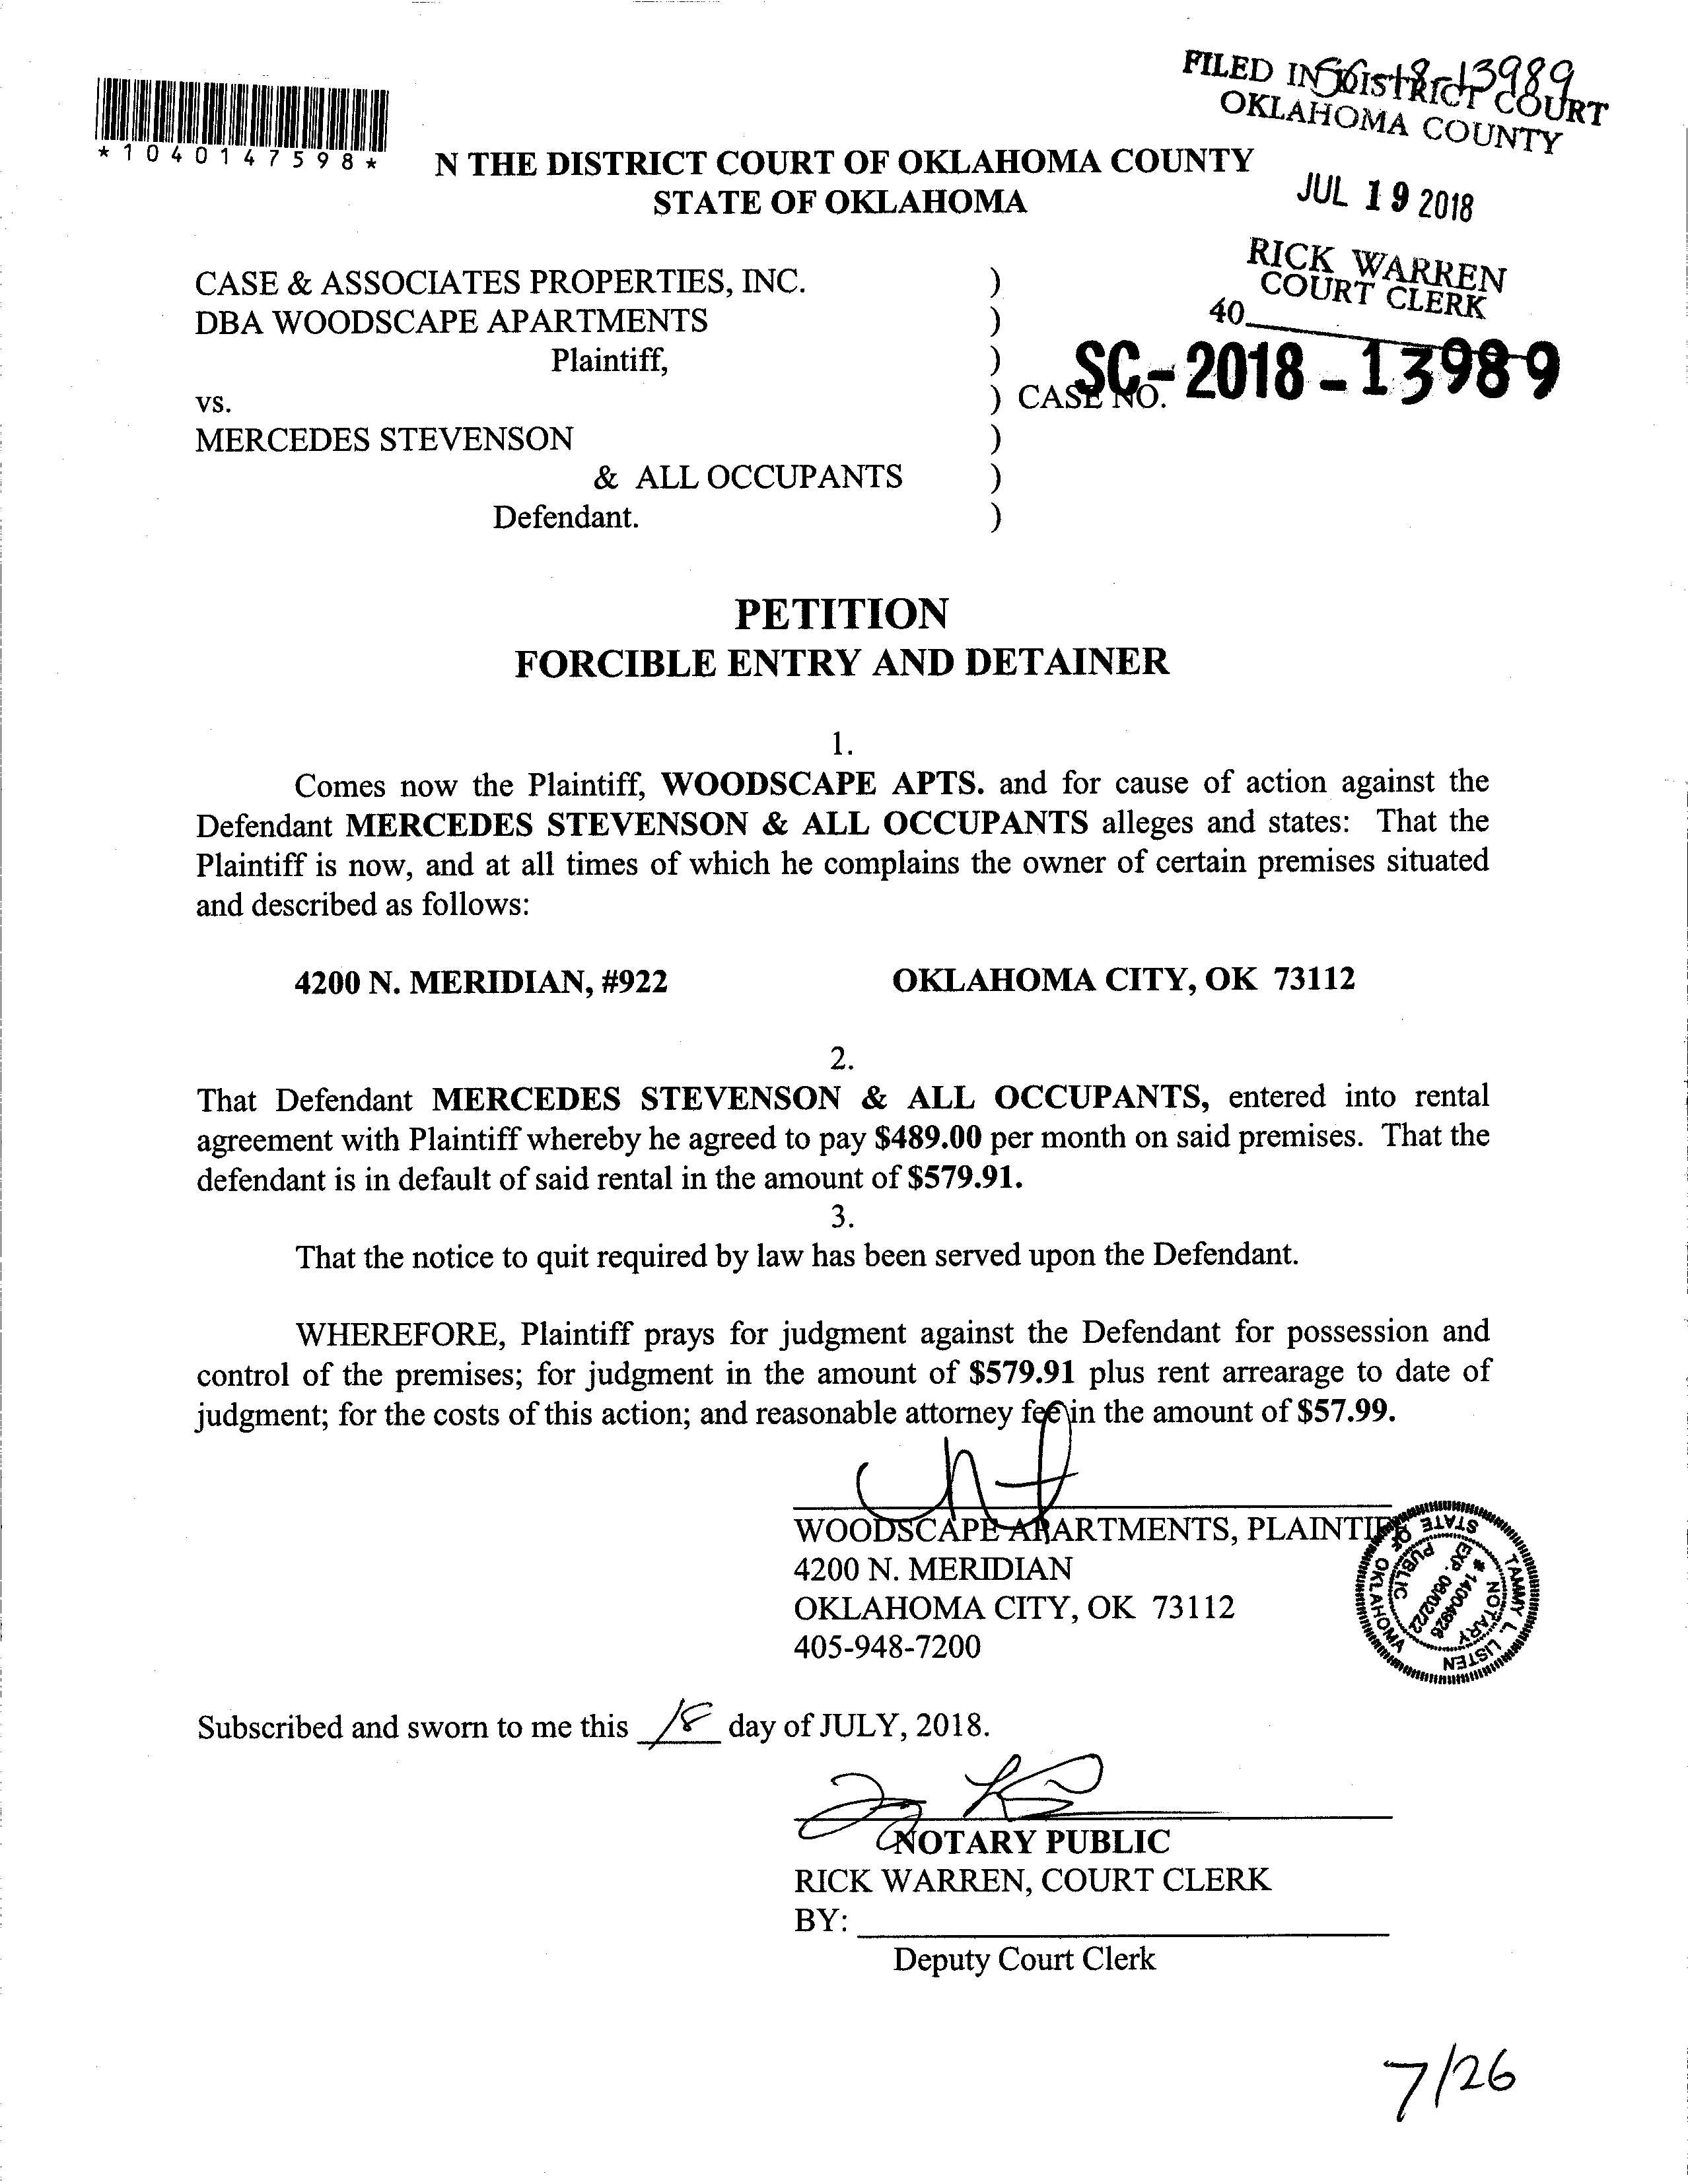 FILED IN DISTRICT COURT
OKLAHOMA COUNTY
SC-18-13989
JUL 19 2018
RICK WARREN
COURT CLERK
40
*1040147598*
N THE DISTRICT COURT OF OKLAHOMA COUNTY
STATE OF OKLAHOMA
CASE & ASSOCIATES PROPERTIES, INC. )
DBA WOODSCAPE APARTMENTS )
Plaintiff, )
vs. ) CASE NO. SC-2018-13989
MERCEDES STEVENSON )
& ALL OCCUPANTS )
Defendant. )
PETITION
FORCIBLE ENTRY AND DETAINER
1.
Comes now the Plaintiff, WOODSCAPE APTS. and for cause of action against the
Defendant MERCEDES STEVENSON & ALL OCCUPANTS alleges and states: That the
Plaintiff is now, and at all times of which he complains the owner of certain premises situated
and described as follows:
4200 N. MERIDIAN, #922 OKLAHOMA CITY, OK 73112
2.
That Defendant MERCEDES STEVENSON & ALL OCCUPANTS, entered into rental
agreement with Plaintiff whereby he agreed to pay $489.00 per month on said premises. That the
defendant is in default of said rental in the amount of $579.91.
3.
That the notice to quit required by law has been served upon the Defendant.
WHEREFORE, Plaintiff prays for judgment against the Defendant for possession and
control of the premises; for judgment in the amount of $579.91 plus rent arrearage to date of
judgment; for the costs of this action; and reasonable attorney fee in the amount of $57.99.
WOODSCAPE APARTMENTS, PLAINTIFF
4200 N. MERIDIAN
OKLAHOMA CITY, OK 73112
405-948-7200
TAMMY L. LISTEN
STATE OF OKLAHOMA
NOTARY PUBLIC
# 14004926
EXP. 06/02/22
Subscribed and sworn to me this 18 day of JULY, 2018.
NOTARY PUBLIC
RICK WARREN, COURT CLERK
BY:
Deputy Court Clerk
7/26